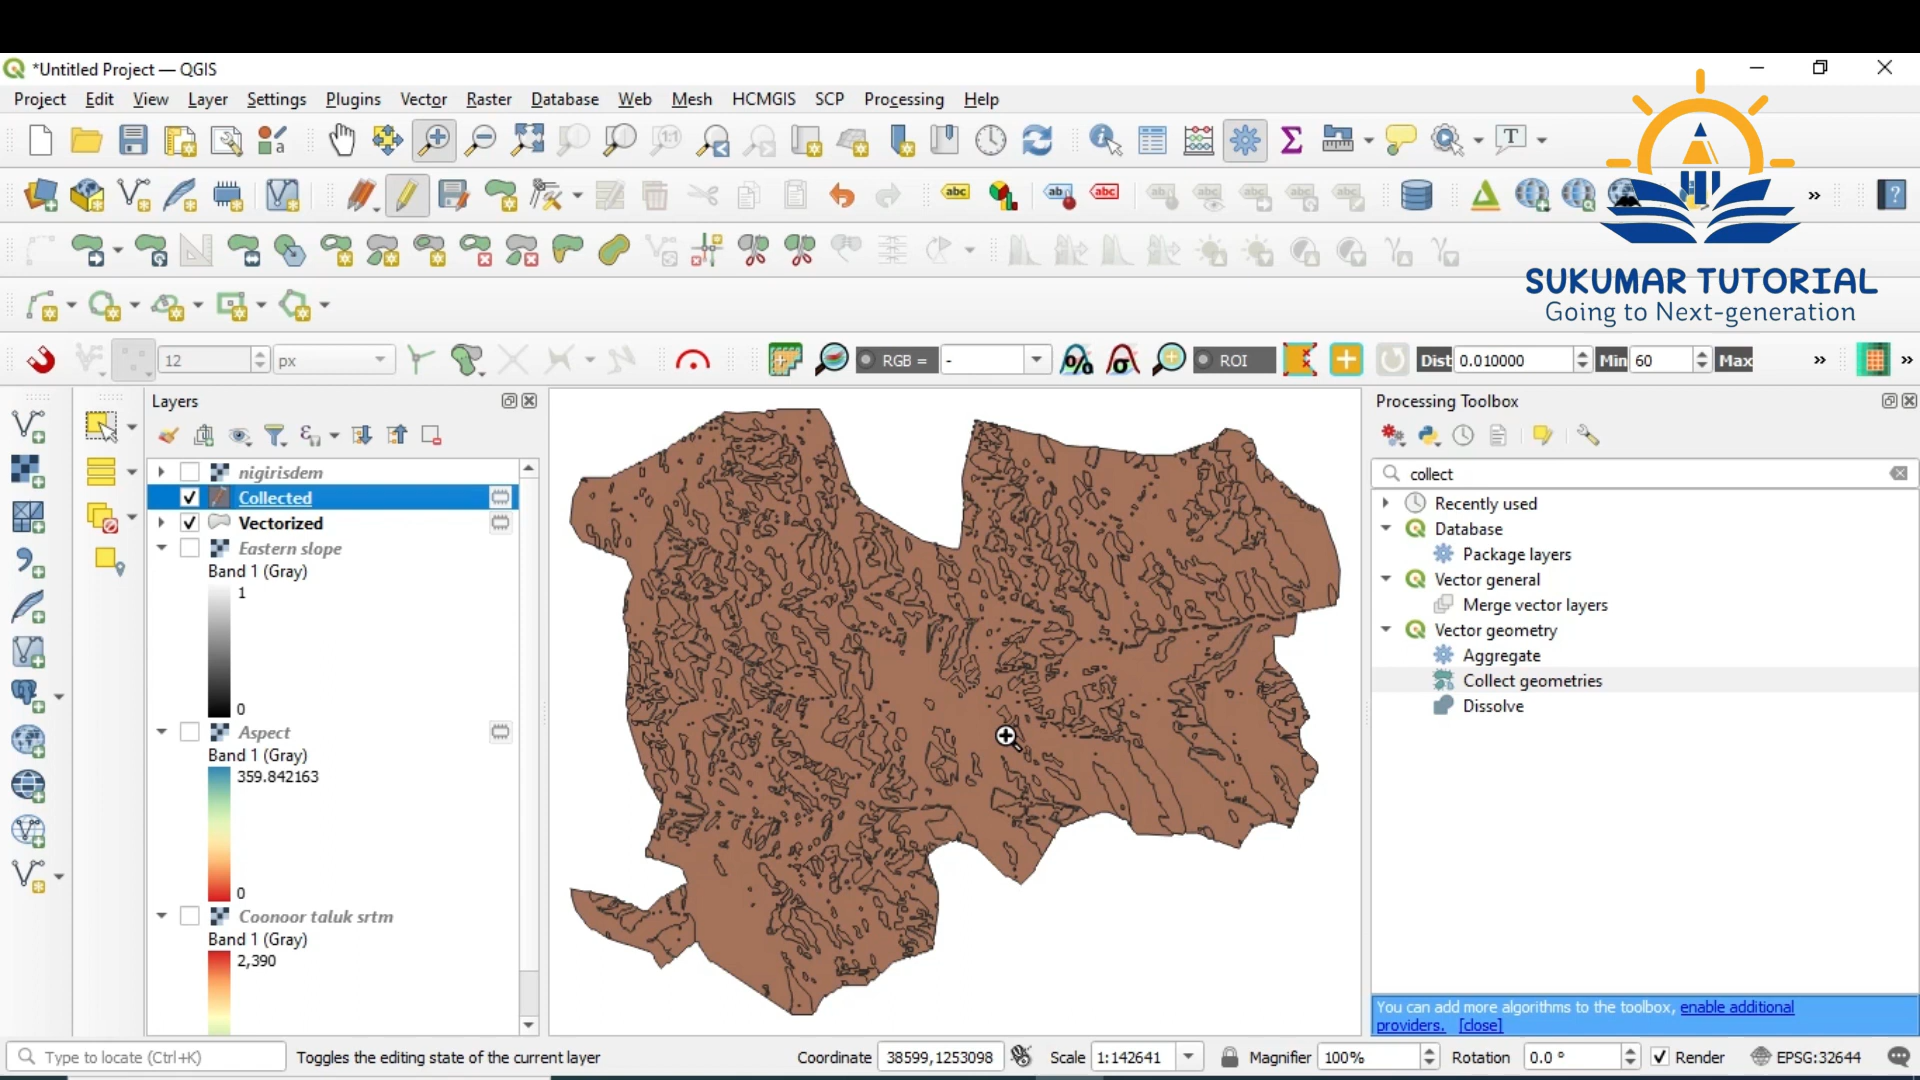 *Untitled Project — QGIS
Project Edit View Layer Settings Plugins Vector Raster Database Web Mesh HCMGIS SCP Processing Help
SUKUMAR TUTORIAL
Going to Next-generation
12 px RGB = - ROI Dist 0.010000 Min 60 Max
Layers
nigirisdem
Collected
Vectorized
Eastern slope
Band 1 (Gray)
1
0
Aspect
Band 1 (Gray)
359.842163
0
Coonoor taluk srtm
Band 1 (Gray)
2,390
Processing Toolbox
collect
Recently used
Database
Package layers
Vector general
Merge vector layers
Vector geometry
Aggregate
Collect geometries
Dissolve
You can add more algorithms to the toolbox, enable additional
providers. [close]
Type to locate (Ctrl+K) Toggles the editing state of the current layer Coordinate 38599,1253098 Scale 1:142641 Magnifier 100% Rotation 0.0 ° Render EPSG:32644